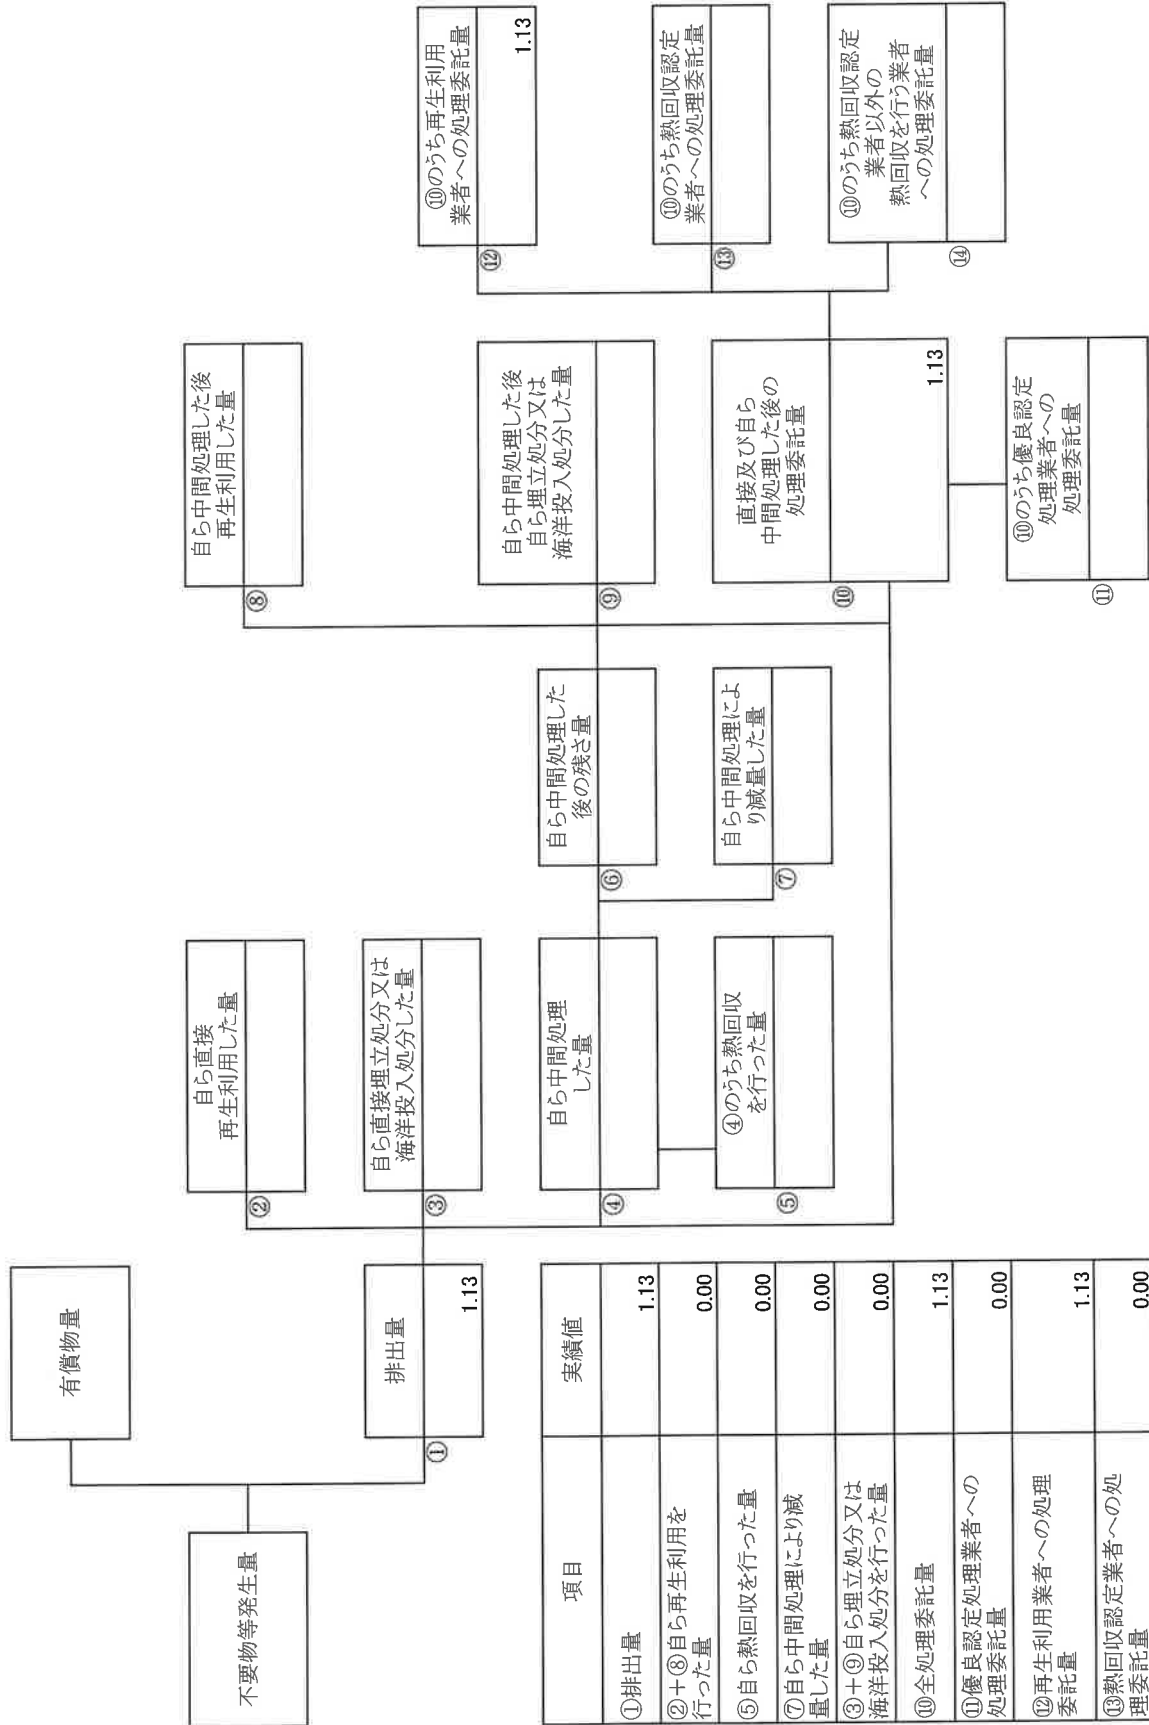 不要物等発生量
有償物量
①
排出量
1.13
②
自ら直接
再生利用した量
③
自ら直接埋立処分又は
海洋投入処分した量
④
自ら中間処理
した量
⑤
④のうち熱回収
を行った量
⑥
自ら中間処理した
後の残さ量
⑦
自ら中間処理によ
り減量した量
⑧
自ら中間処理した後
再生利用した量
⑨
自ら中間処理した後
自ら埋立処分又は
海洋投入処分した量
⑩
直接及び自ら
中間処理した後の
処理委託量
1.13
⑪
⑩のうち優良認定
処理業者への
処理委託量
⑫
⑩のうち再生利用
業者への処理委託量
1.13
⑬
⑩のうち熱回収認定
業者への処理委託量
⑭
⑩のうち熱回収認定
業者以外の
熱回収を行う業者
への処理委託量
項目 実績値
①排出量 1.13
②+⑧自ら再生利用を
行った量 0.00
⑤自ら熱回収を行った量 0.00
⑦自ら中間処理により減
量した量 0.00
③+⑨自ら埋立処分又は
海洋投入処分を行った量 0.00
⑩全処理委託量 1.13
⑪優良認定処理業者への
処理委託量 0.00
⑫再生利用業者への処理
委託量 1.13
⑬熱回収認定業者への処
理委託量 0.00